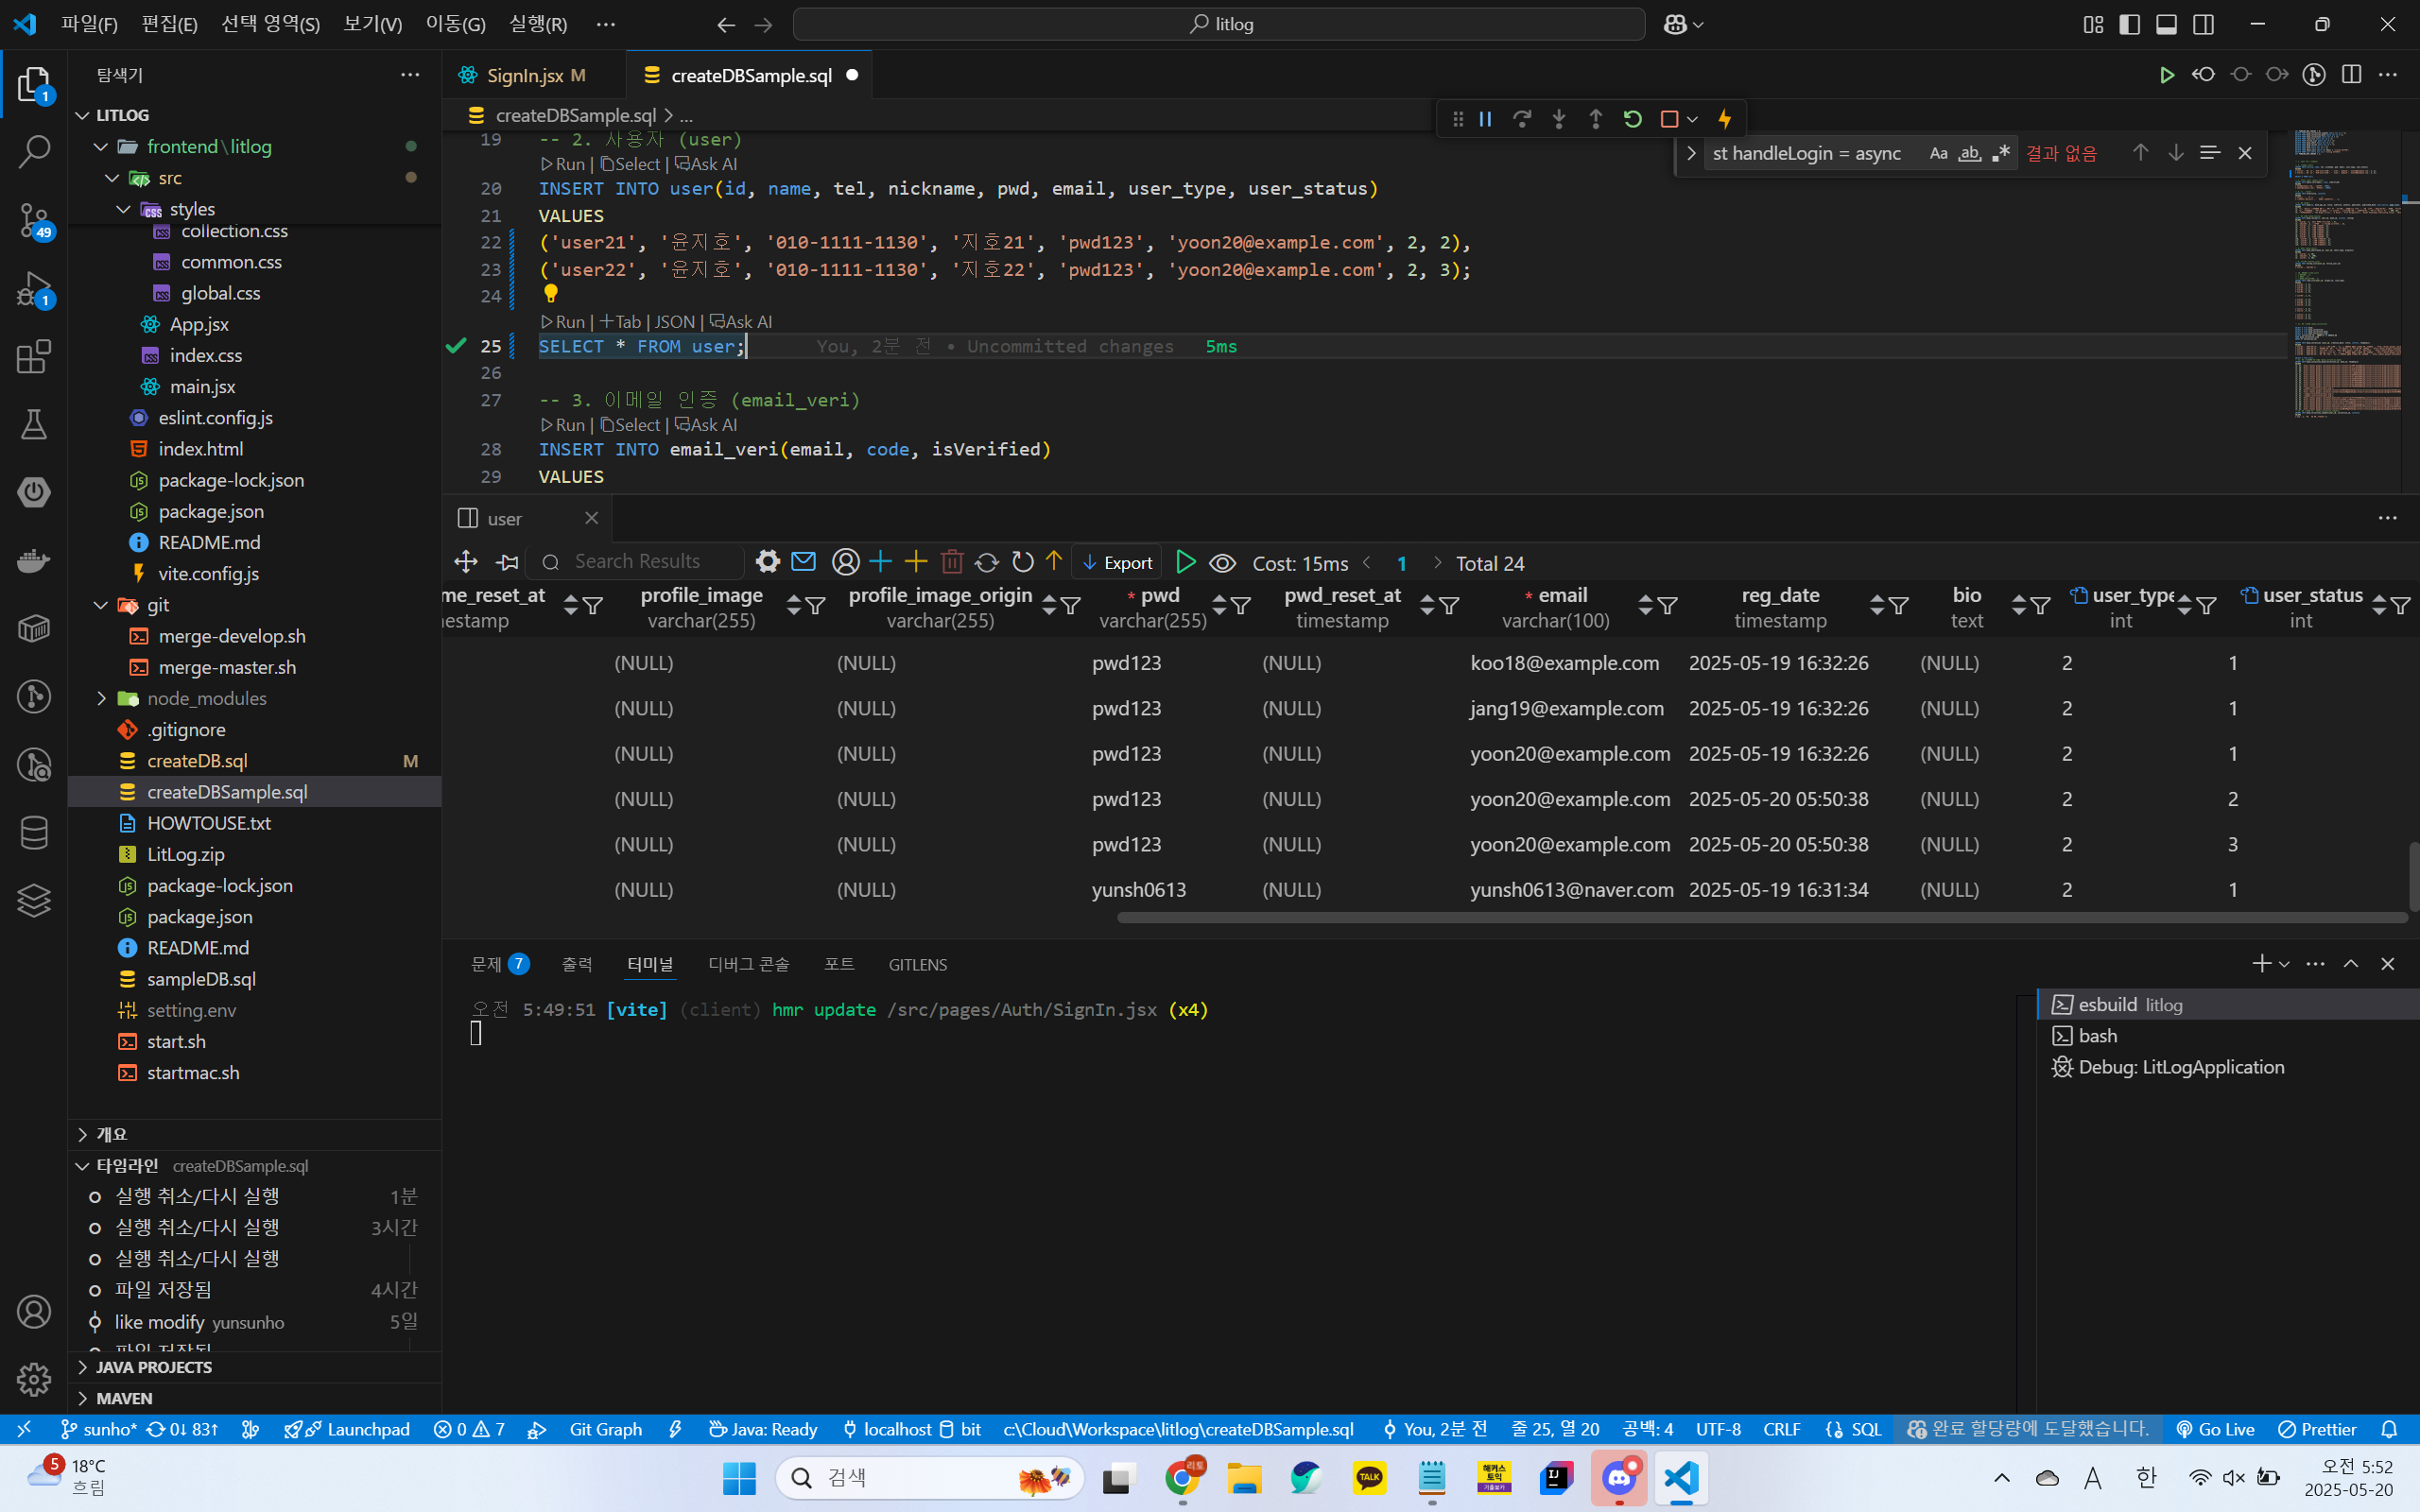 파일(F) 편집(E) 선택 영역(S) 보기(V) 이동(G) 실행(R) ··· litlog
탐색기
LITLOG
frontend\litlog
src
styles
collection.css
common.css
global.css
App.jsx
index.css
main.jsx
eslint.config.js
index.html
package-lock.json
package.json
README.md
vite.config.js
git
merge-develop.sh
merge-master.sh
node_modules
.gitignore
createDB.sql M
createDBSample.sql
HOWTOUSE.txt
LitLog.zip
package-lock.json
package.json
README.md
sampleDB.sql
setting.env
start.sh
startmac.sh
개요
타임라인 createDBSample.sql
실행 취소/다시 실행 1분
실행 취소/다시 실행 3시간
실행 취소/다시 실행
파일 저장됨 4시간
like modify yunsunho 5일
파일 저장됨
JAVA PROJECTS
MAVEN
1
49
1
SignIn.jsx M createDBSample.sql
createDBSample.sql > ...
st handleLogin = async Aa ab 결과 없음
19 -- 2. 사용자 (user)
Run | Select | Ask AI
20 INSERT INTO user(id, name, tel, nickname, pwd, email, user_type, user_status)
21 VALUES
22 ('user21', '윤지호', '010-1111-1130', '지호21', 'pwd123', 'yoon20@example.com', 2, 2),
23 ('user22', '윤지호', '010-1111-1130', '지호22', 'pwd123', 'yoon20@example.com', 2, 3);
24
Run | Tab | JSON | Ask AI
25 SELECT * FROM user; You, 2분 전 • Uncommitted changes 5ms
26
27 -- 3. 이메일 인증 (email_veri)
Run | Select | Ask AI
28 INSERT INTO email_veri(email, code, isVerified)
29 VALUES
user
Search Results Export Cost: 15ms 1 Total 24
me_reset_at profile_image profile_image_origin * pwd pwd_reset_at * email reg_date bio user_type user_status
nestamp varchar(255) varchar(255) varchar(255) timestamp varchar(100) timestamp text int int
(NULL) (NULL) pwd123 (NULL) koo18@example.com 2025-05-19 16:32:26 (NULL) 2 1
(NULL) (NULL) pwd123 (NULL) jang19@example.com 2025-05-19 16:32:26 (NULL) 2 1
(NULL) (NULL) pwd123 (NULL) yoon20@example.com 2025-05-19 16:32:26 (NULL) 2 1
(NULL) (NULL) pwd123 (NULL) yoon20@example.com 2025-05-20 05:50:38 (NULL) 2 2
(NULL) (NULL) pwd123 (NULL) yoon20@example.com 2025-05-20 05:50:38 (NULL) 2 3
(NULL) (NULL) yunsh0613 (NULL) yunsh0613@naver.com 2025-05-19 16:31:34 (NULL) 2 1
문제 7 출력 터미널 디버그 콘솔 포트 GITLENS
오전 5:49:51 [vite] (client) hmr update /src/pages/Auth/SignIn.jsx (x4)
esbuild litlog
bash
Debug: LitLogApplication
sunho* 0↓ 83↑ Launchpad 0 7 Git Graph Java: Ready localhost bit c:\Cloud\Workspace\litlog\createDBSample.sql You, 2분 전 줄 25, 열 20 공백: 4 UTF-8 CRLF SQL 완료 할당량에 도달했습니다. Go Live Prettier
5 18°C
흐림
검색
리토
TALK
해커스
토익
IJ
A 한
오전 5:52
2025-05-20